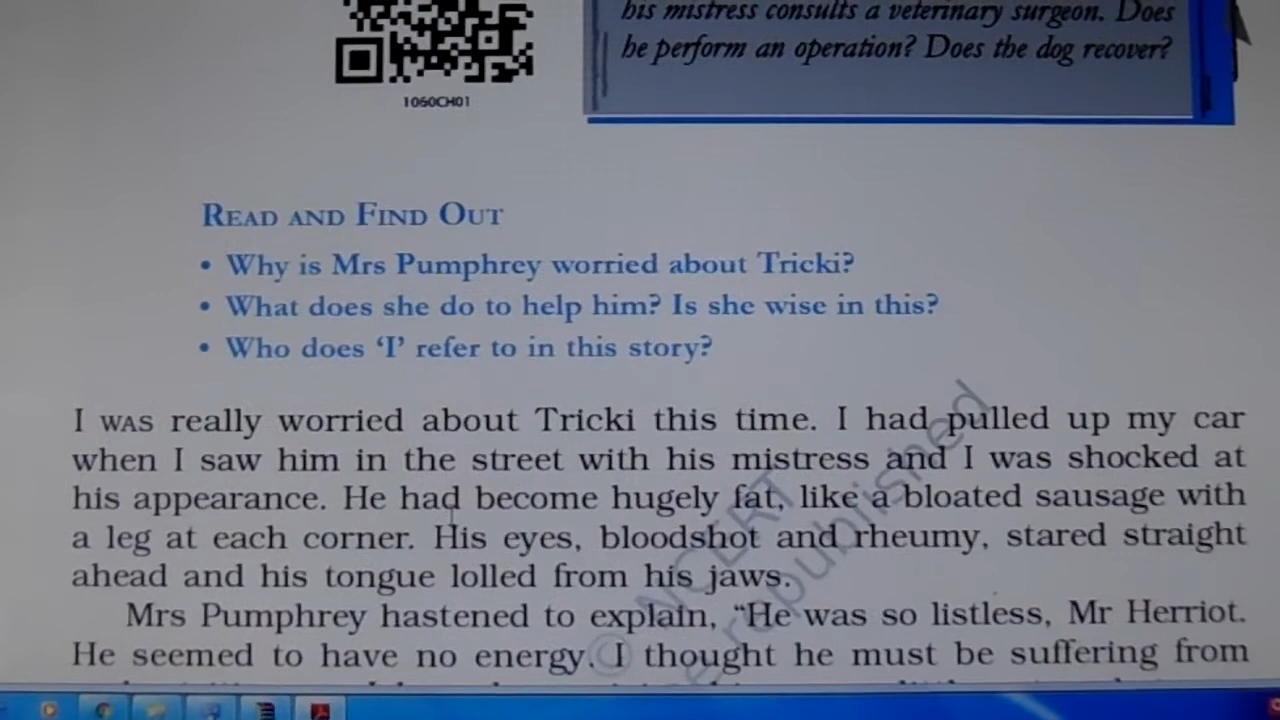 his mistress consults a veterinary surgeon. Does
he perform an operation? Does the dog recover?
1060CH01
READ AND FIND OUT
• Why is Mrs Pumphrey worried about Tricki?
• What does she do to help him? Is she wise in this?
• Who does ‘I’ refer to in this story?
I WAS really worried about Tricki this time. I had pulled up my car
when I saw him in the street with his mistress and I was shocked at
his appearance. He had become hugely fat, like a bloated sausage with
a leg at each corner. His eyes, bloodshot and rheumy, stared straight
ahead and his tongue lolled from his jaws.
Mrs Pumphrey hastened to explain, “He was so listless, Mr Herriot.
He seemed to have no energy. I thought he must be suffering from
© NCERT
republished